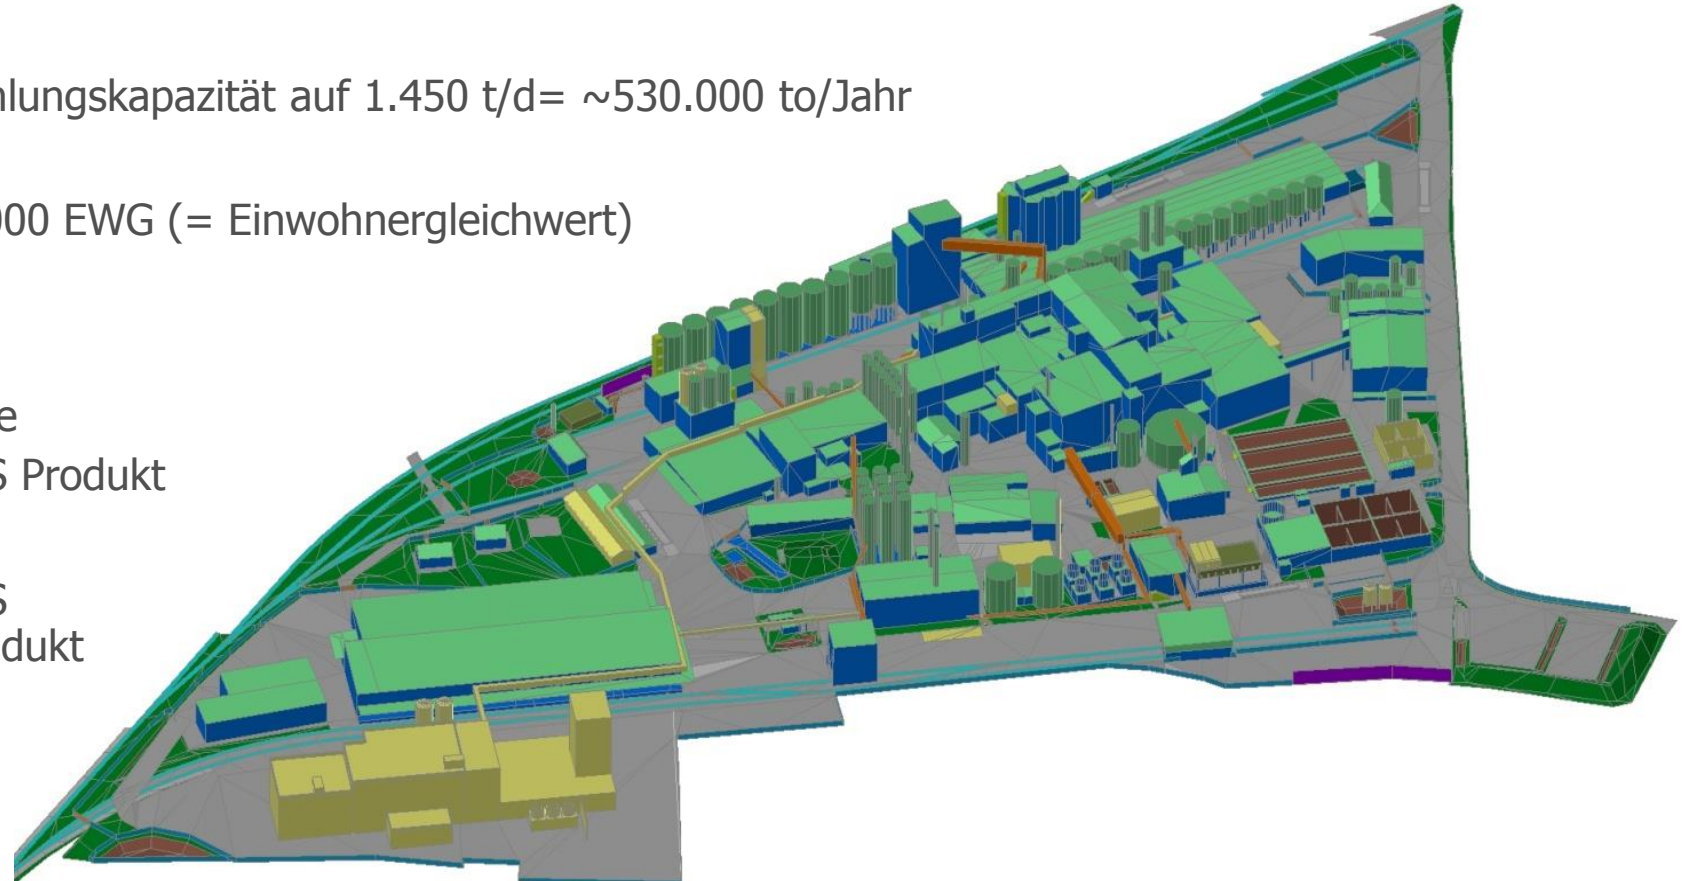 hlungskapazität auf 1.450 t/d= ~530.000 to/Jahr
000 EWG (= Einwohnergleichwert)
e
S Produkt
S
dukt